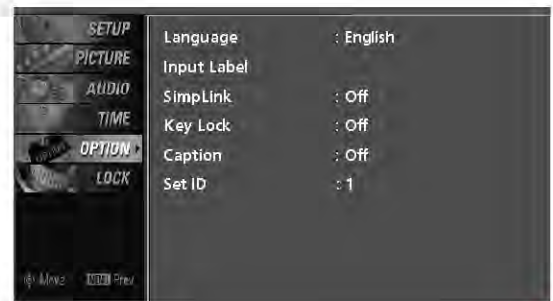 SETUP
PICTURE
AUDIO
TIME
OPTION
LOCK
Language : English
Input Label
SimpLink : Off
Key Lock : Off
Caption : Off
Set ID : 1
Move MENU Prev